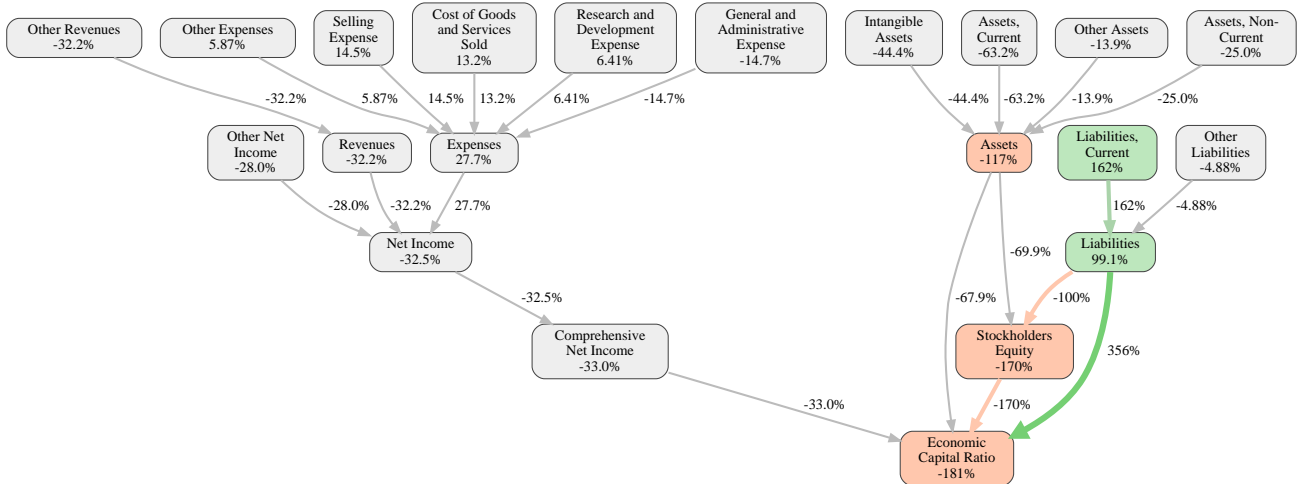 Other Revenues
-32.2%
Other Expenses
5.87%
Selling
Expense
14.5%
Cost of Goods
and Services
Sold
13.2%
Research and
Development
Expense
6.41%
General and
Administrative
Expense
-14.7%
Intangible
Assets
-44.4%
Assets,
Current
-63.2%
Other Assets
-13.9%
Assets, Non-
Current
-25.0%
-32.2%
5.87%
14.5%
13.2%
6.41%
-14.7%
-44.4%
-63.2%
-13.9%
-25.0%
Other Net
Income
-28.0%
Revenues
-32.2%
Expenses
27.7%
Assets
-117%
Liabilities,
Current
162%
Other
Liabilities
-4.88%
-28.0%
-32.2%
27.7%
162%
-4.88%
Net Income
-32.5%
Liabilities
99.1%
-69.9%
-32.5%
-67.9%
-100%
Comprehensive
Net Income
-33.0%
Stockholders
Equity
-170%
356%
-33.0%
-170%
Economic
Capital Ratio
-181%